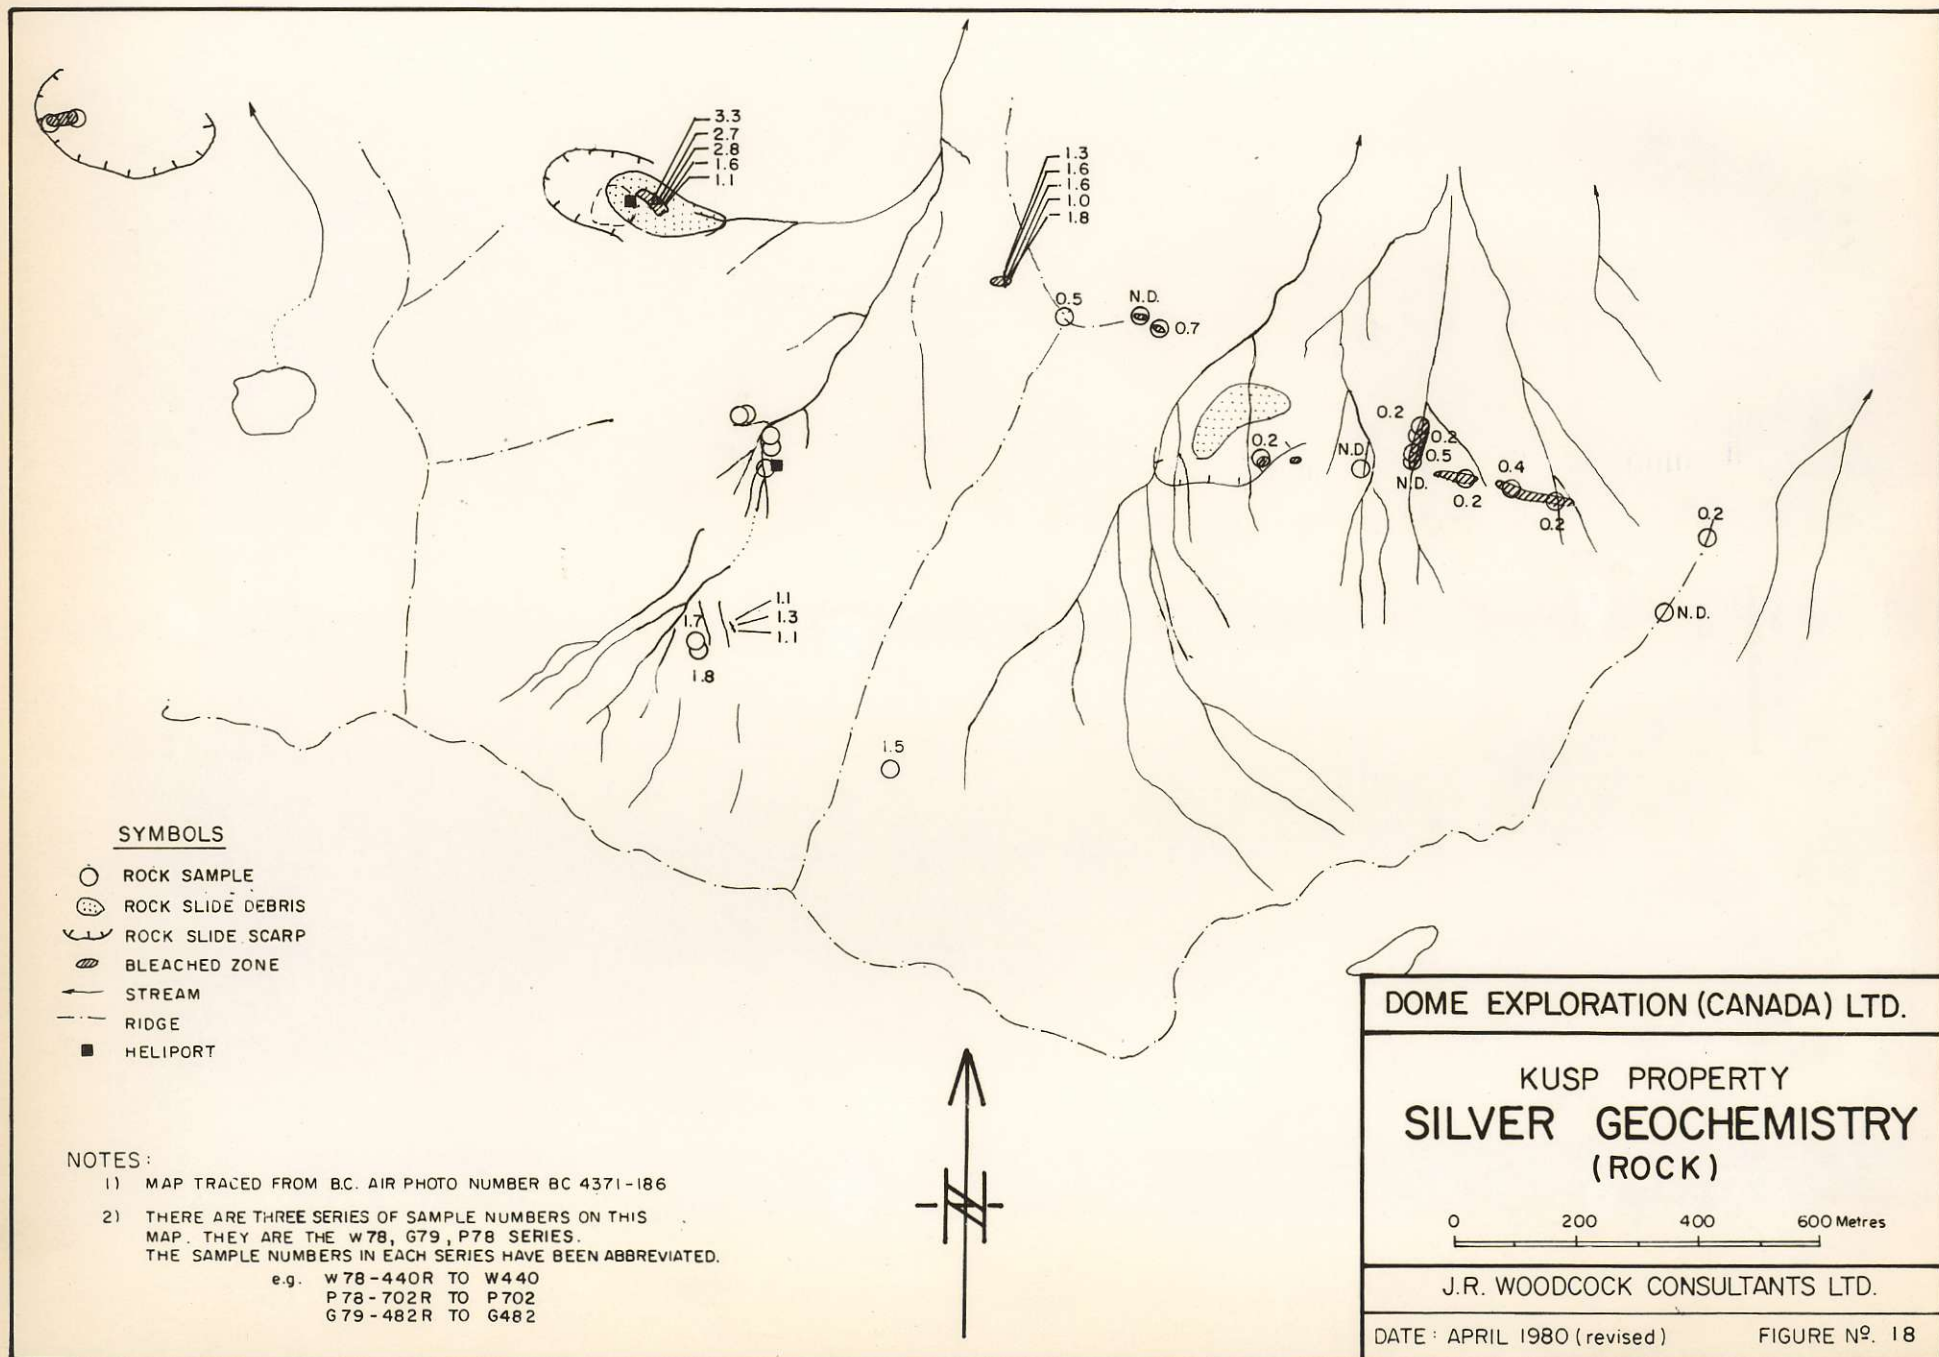 3.3
2.7
2.8
1.6
1.1
1.3
1.6
1.6
1.0
1.8
0.5
N.D.
0.7
0.2
0.2
0.5
N.D.
0.2
N.D.
0.4
0.2
0.2
0.2
N.D.
1.1
1.3
1.1
1.7
1.8
1.5
SYMBOLS
ROCK SAMPLE
ROCK SLIDE DEBRIS
ROCK SLIDE SCARP
BLEACHED ZONE
STREAM
RIDGE
HELIPORT
NOTES:
1) MAP TRACED FROM B.C. AIR PHOTO NUMBER BC 4371-186
2) THERE ARE THREE SERIES OF SAMPLE NUMBERS ON THIS
MAP. THEY ARE THE W78, G79, P78 SERIES.
THE SAMPLE NUMBERS IN EACH SERIES HAVE BEEN ABBREVIATED.
e.g. W78-440R TO W440
P78-702R TO P702
G79-482R TO G482
N
DOME EXPLORATION (CANADA) LTD.
KUSP PROPERTY
SILVER GEOCHEMISTRY
(ROCK)
0 200 400 600 Metres
J.R. WOODCOCK CONSULTANTS LTD.
DATE: APRIL 1980 (revised) FIGURE Nº. 18